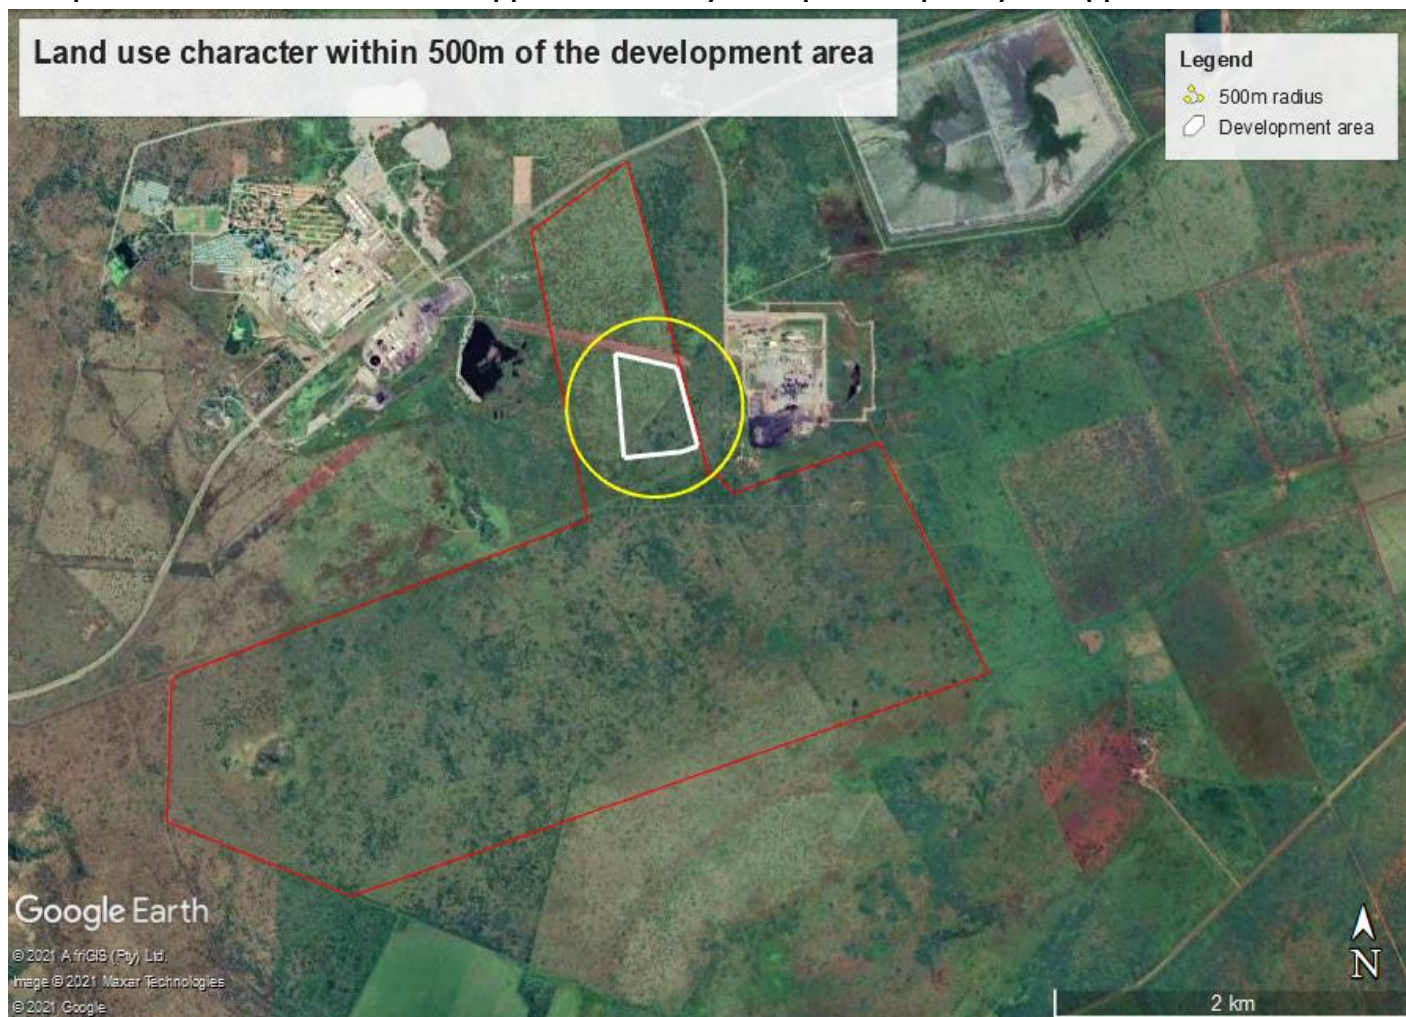 Land use character within 500m of the development area
Legend
500m radius
Development area
Google Earth
© 2021 AfriGIS (Pty) Ltd.
Image © 2021 Maxar Technologies
© 2021 Google
N
2 km